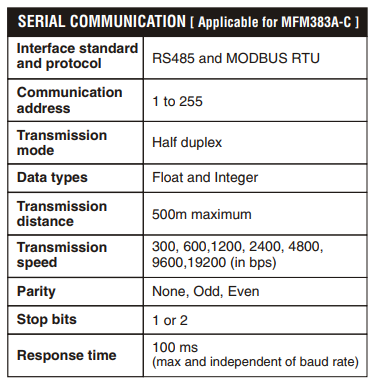 SERIAL COMMUNICATION [ Applicable for MFM383A-C ]
Interface standard
and protocol
RS485 and MODBUS RTU
Communication
address
1 to 255
Transmission
mode
Half duplex
Data types
Float and Integer
Transmission
distance
500m maximum
Transmission
speed
300, 600,1200, 2400, 4800,
9600,19200 (in bps)
Parity
None, Odd, Even
Stop bits
1 or 2
Response time
100 ms
(max and independent of baud rate)